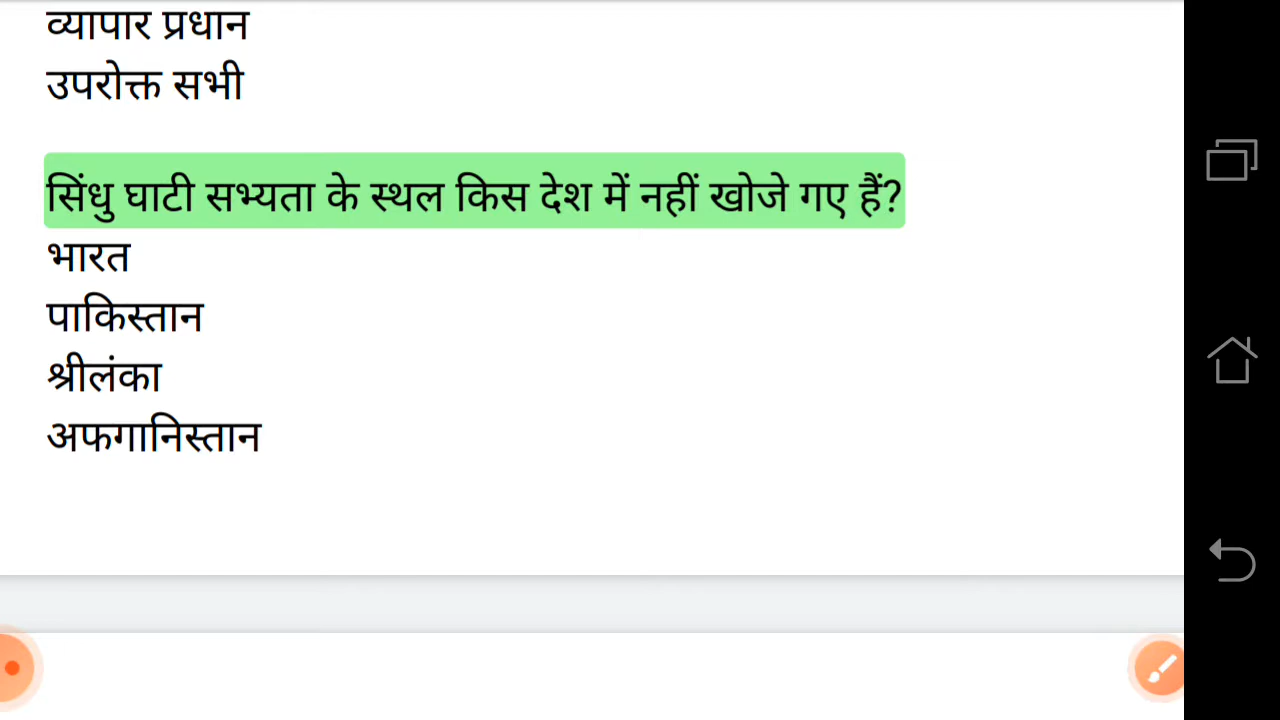 व्यापार प्रधान
उपरोक्त सभी
सिंधु घाटी सभ्यता के स्थल किस देश में नहीं खोजे गए हैं?
भारत
पाकिस्तान
श्रीलंका
अफगानिस्तान